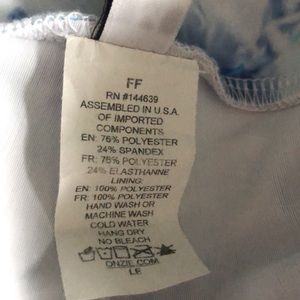 FF
RN #144639
ASSEMBLED IN U.S.A.
OF IMPORTED
COMPONENTS
EN: 76% POLYESTER
24% SPANDEX
FR: 76% POLYESTER
24% ELASTHANNE
LINING:
EN: 100% POLYESTER
FR: 100% POLYESTER
HAND WASH OR
MACHINE WASH
COLD WATER
HANG DRY
NO BLEACH
ONZIE.COM
LE